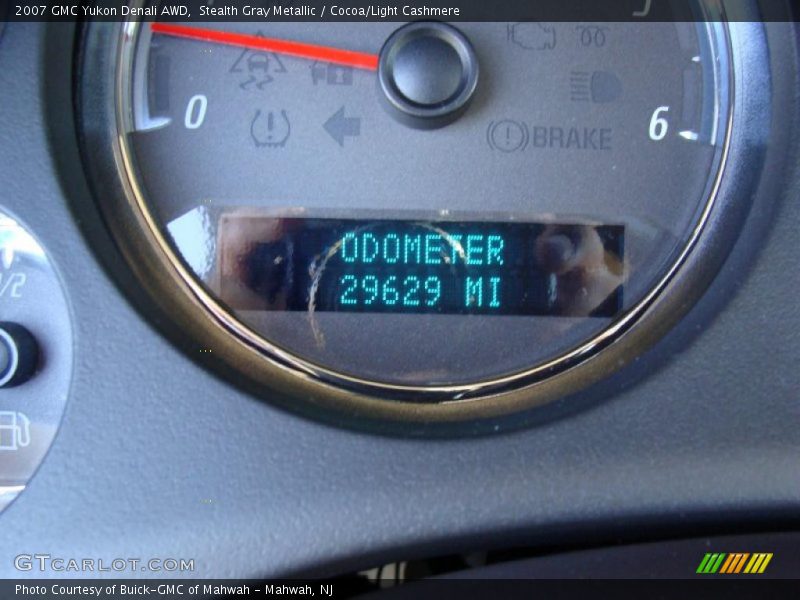 2007 GMC Yukon Denali AWD, Stealth Gray Metallic / Cocoa/Light Cashmere
0
6
BRAKE
ODOMETER
29629 MI
/2
GTCARLOT.COM
Photo Courtesy of Buick-GMC of Mahwah - Mahwah, NJ